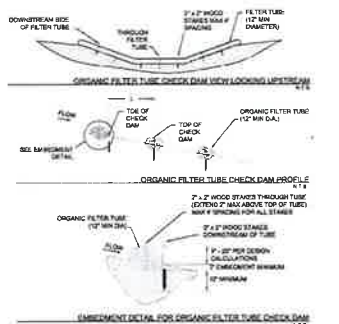 DOWNSTREAM SIDE
OF FILTER TUBE
THROUGH
FILTER
TUBE
2" x 2" WOOD
STAKES MAX 4'
SPACING
FILTER TUBE
(12" MIN
DIAMETER)
ORGANIC FILTER TUBE CHECK DAM VIEW LOOKING UPSTREAM
N T S
L
FLOW
TOE OF
CHECK
DAM
TOP OF
CHECK
DAM
ORGANIC FILTER TUBE
(12" MIN DIA.)
SEE EMBEDMENT
DETAIL
ORGANIC FILTER TUBE CHECK DAM PROFILE
N T S
2" x 2" WOOD STAKES THROUGH TUBE
(EXTEND 2" MAX ABOVE TOP OF TUBE)
MAX 4' SPACING FOR ALL STAKES
ORGANIC FILTER TUBE
(12" MIN DIA)
2" x 2" WOOD STAKES
DOWNSTREAM OF TUBE
FLOW
PER DESIGN
CALCULATIONS
EMBEDMENT MINIMUM
MINIMUM
EMBEDMENT DETAIL FOR ORGANIC FILTER TUBE CHECK DAM